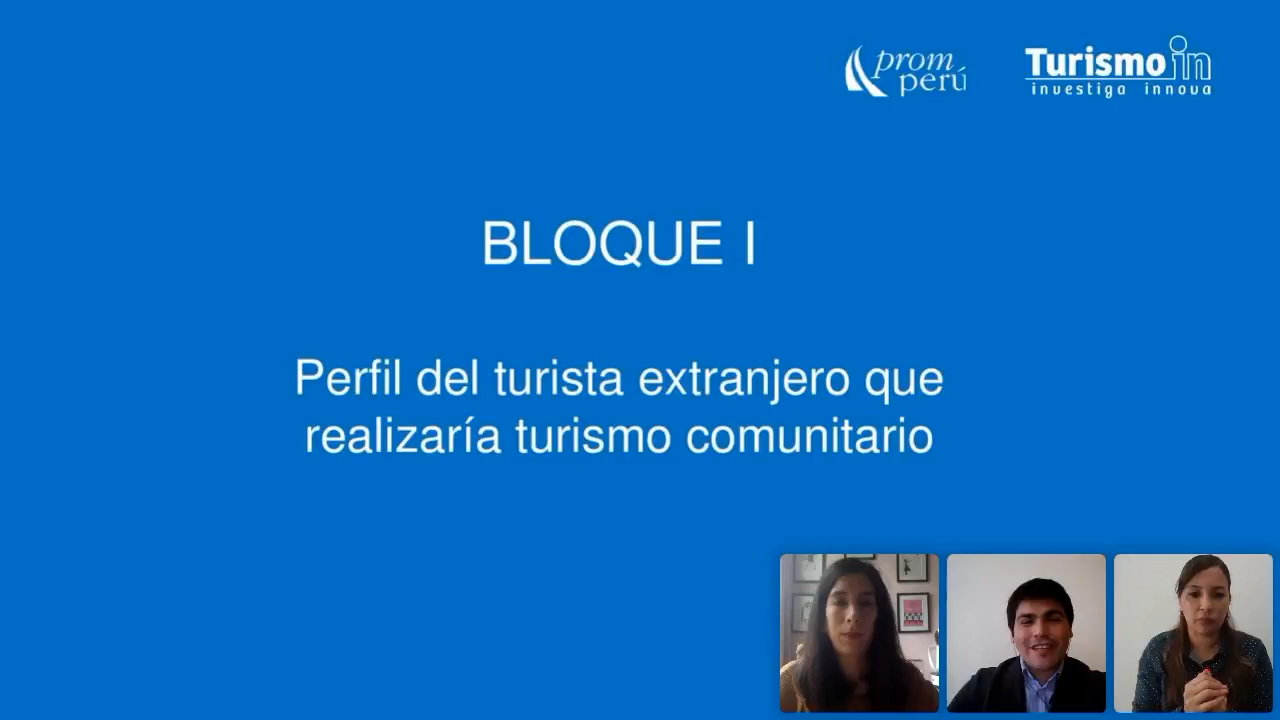 prom
perú
Turismo in
investiga innova
BLOQUE I
Perfil del turista extranjero que
realizaría turismo comunitario